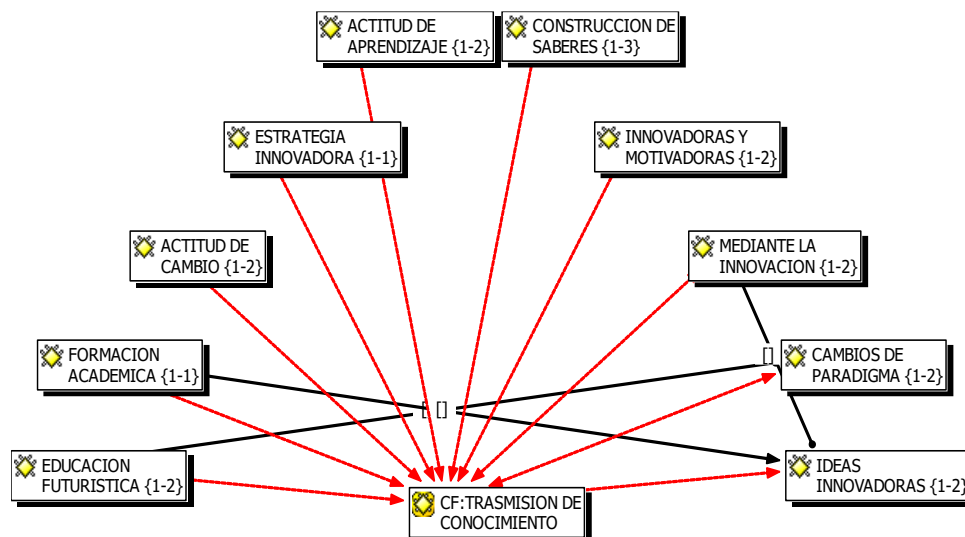 ACTITUD DE
APRENDIZAJE {1-2}
CONSTRUCCION DE
SABERES {1-3}
ESTRATEGIA
INNOVADORA {1-1}
INNOVADORAS Y
MOTIVADORAS {1-2}
ACTITUD DE
CAMBIO {1-2}
MEDIANTE LA
INNOVACION {1-2}
FORMACION
ACADEMICA {1-1}
[]
CAMBIOS DE
PARADIGMA {1-2}
[ []
EDUCACION
FUTURISTICA {1-2}
IDEAS
INNOVADORAS {1-2}
CF:TRASMISION DE
CONOCIMIENTO